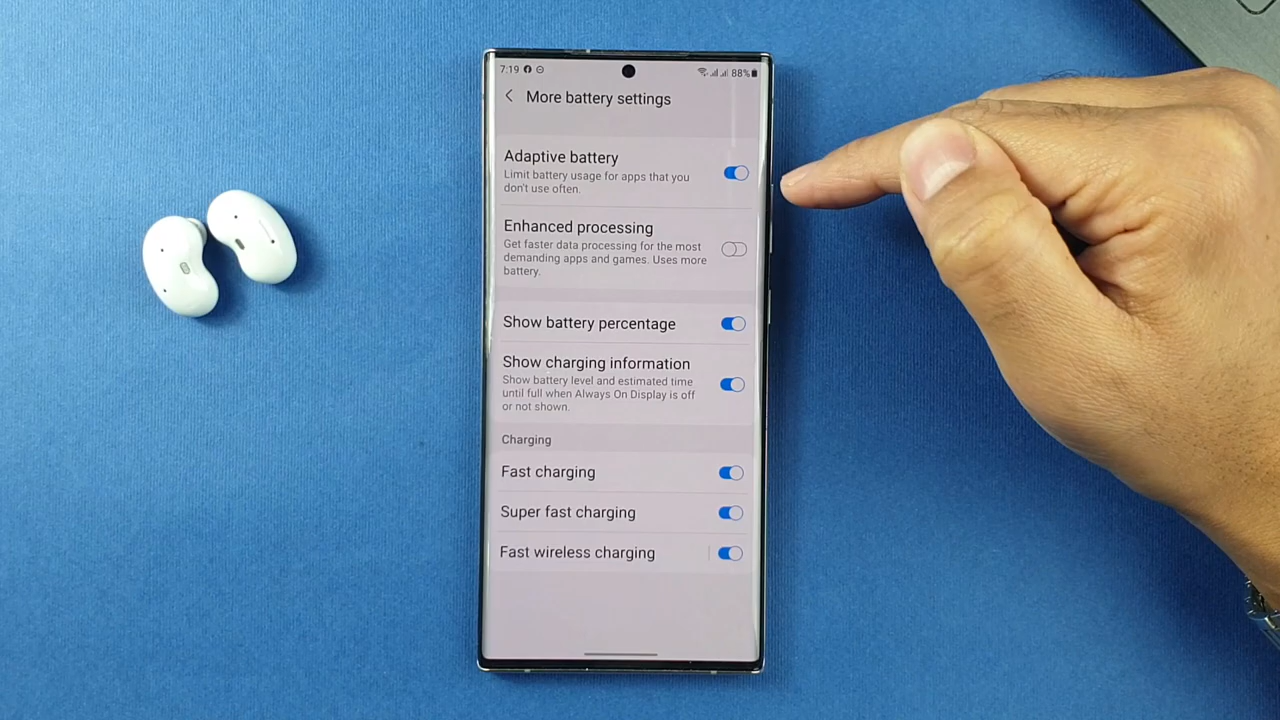 7:19
88%
More battery settings
Adaptive battery
Limit battery usage for apps that you
don't use often.
Enhanced processing
Get faster data processing for the most
demanding apps and games. Uses more
battery.
Show battery percentage
Show charging information
Show battery level and estimated time
until full when Always On Display is off
or not shown.
Charging
Fast charging
Super fast charging
Fast wireless charging